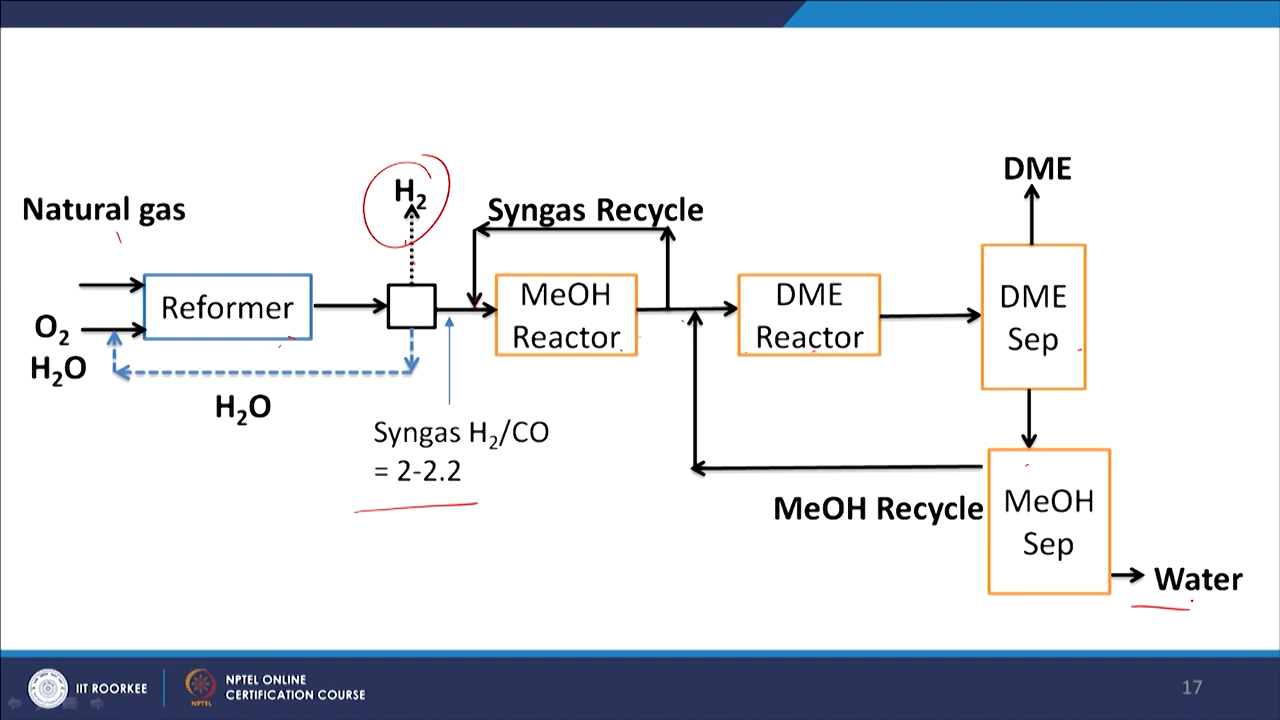 DME
H₂
Natural gas
Syngas Recycle
Reformer
MeOH
Reactor
DME
Reactor
DME
Sep
O₂
H₂O
H₂O
Syngas H₂/CO
= 2-2.2
MeOH Recycle
MeOH
Sep
Water
IIT ROORKEE
NPTEL ONLINE
CERTIFICATION COURSE
NPTEL
17